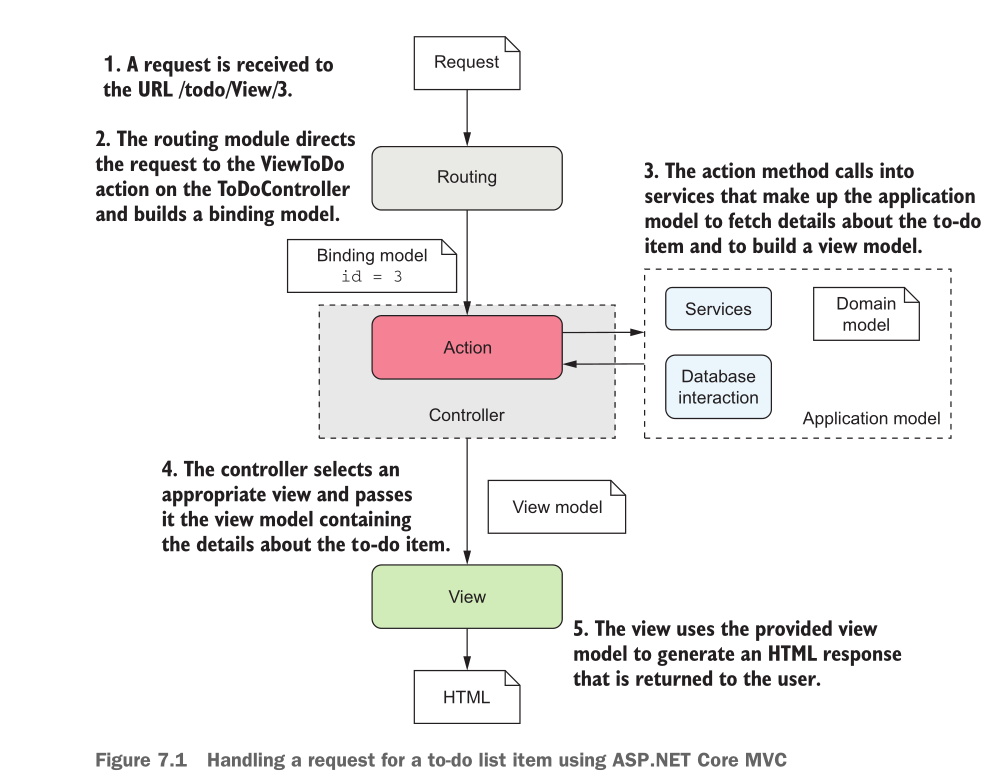 1. A request is received to
the URL /todo/View/3.
Request
2. The routing module directs
the request to the ViewToDo
action on the ToDoController
and builds a binding model.
Routing
3. The action method calls into
services that make up the application
model to fetch details about the to-do
item and to build a view model.
Binding model
id = 3
Services
Domain
model
Action
Database
interaction
Controller
Application model
4. The controller selects an
appropriate view and passes
it the view model containing
the details about the to-do item.
View model
View
5. The view uses the provided view
model to generate an HTML response
that is returned to the user.
HTML
Figure 7.1 Handling a request for a to-do list item using ASP.NET Core MVC